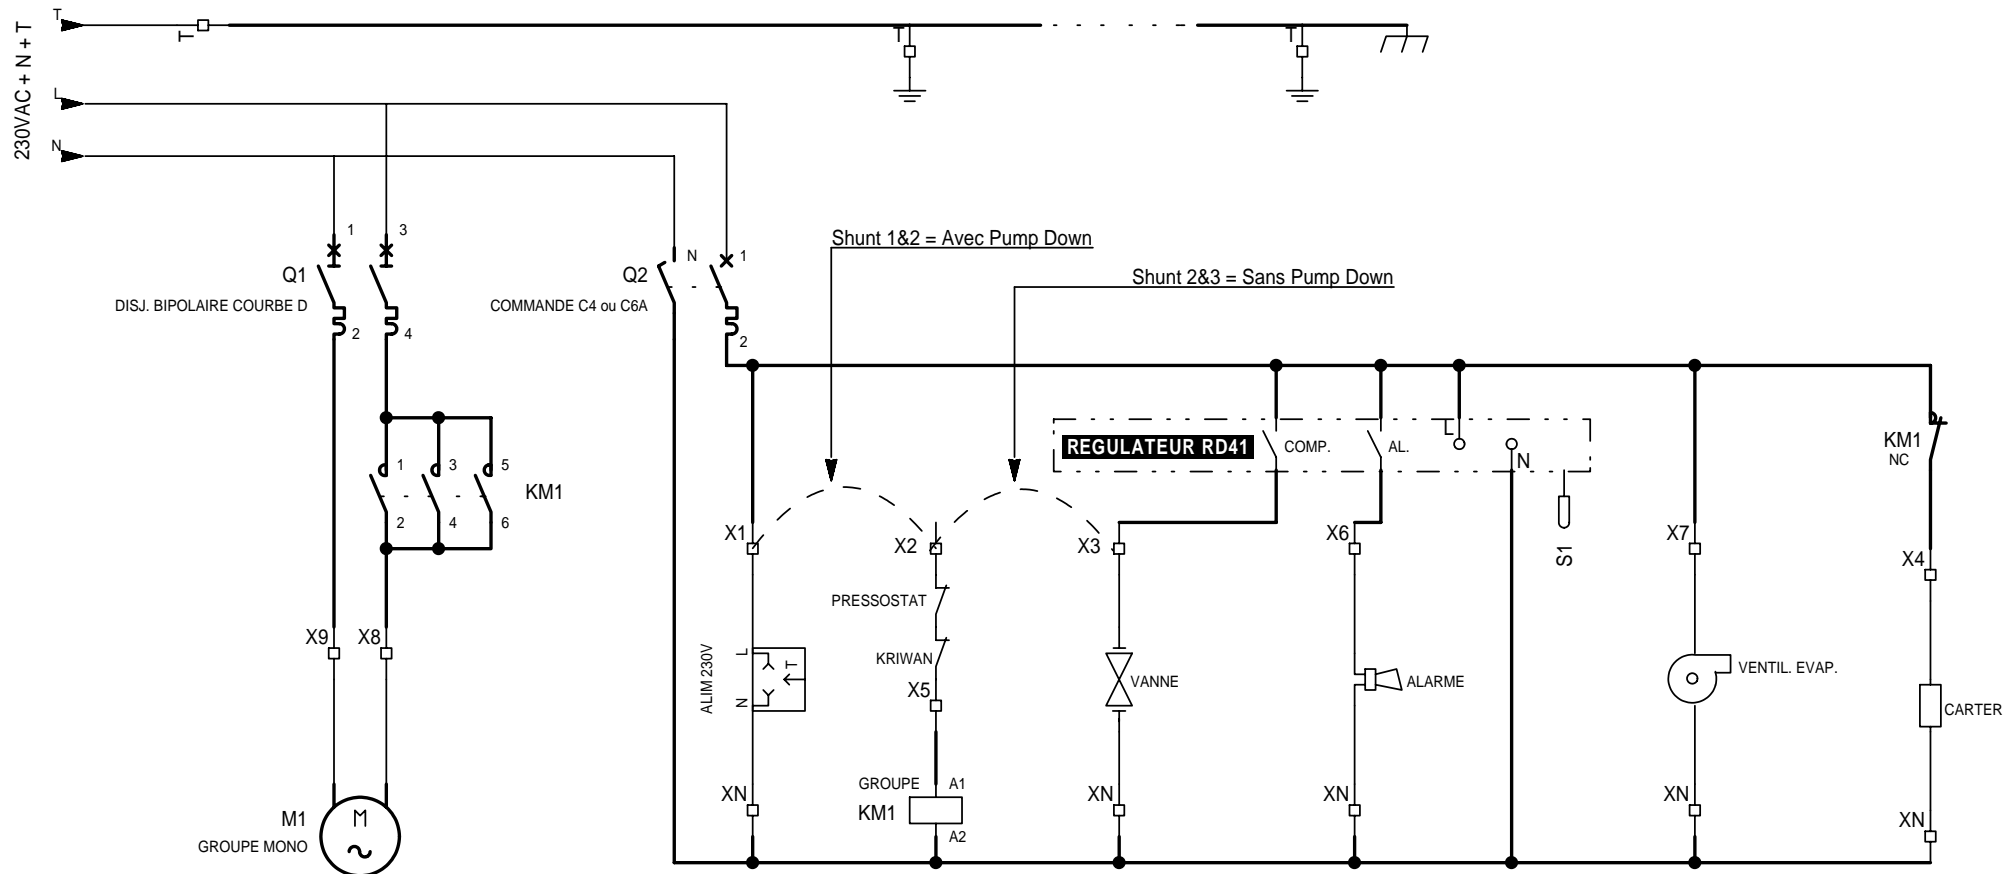 230VAC + N + T
T
T
T
T
L
N
1
3
Q1
DISJ. BIPOLAIRE COURBE D
2
4
N
1
Q2
COMMANDE C4 ou C6A
2
Shunt 1&2 = Avec Pump Down
Shunt 2&3 = Sans Pump Down
REGULATEUR RD41
COMP.
AL.
L
N
KM1
NC
1
3
5
KM1
2
4
6
X1
X2
X3
X6
S1
X7
X4
PRESSOSTAT
KRIWAN
X5
X9
X8
ALIM 230V
L
T
N
VANNE
ALARME
VENTIL. EVAP.
CARTER
GROUPE
A1
KM1
A2
XN
XN
XN
XN
XN
M1
M
GROUPE MONO